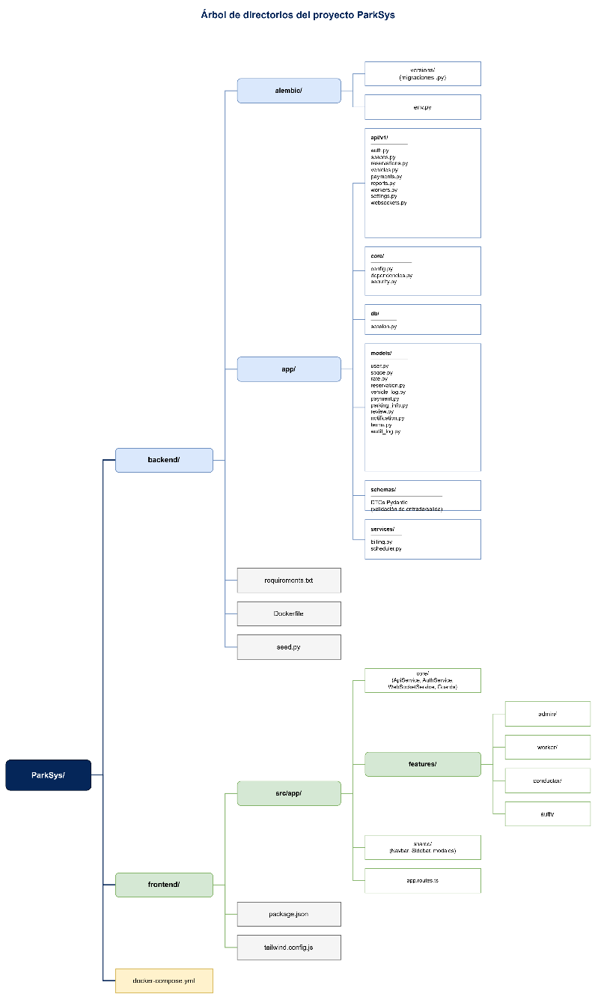 Árbol de directorios del proyecto ParkSys
versions/
(migraciones .py)
alembic/
env.py
api/v1/
auth.py
spaces.py
reservations.py
vehicles.py
payments.py
reports.py
workers.py
settings.py
websockets.py
core/
config.py
dependencies.py
security.py
db/
session.py
models/
user.py
space.py
rate.py
reservation.py
vehicle_log.py
payment.py
parking_info.py
review.py
notification.py
terms.py
audit_log.py
app/
backend/
schemas/
DTOs Pydantic
(validación de entrada/salida)
services/
billing.py
scheduler.py
requirements.txt
Dockerfile
seed.py
core/
(ApiService, AuthService,
WebSocketService, Guards)
admin/
worker/
features/
conductor/
auth/
ParkSys/
src/app/
shared/
(Navbar, Sidebar, modales)
app.routes.ts
frontend/
package.json
tailwind.config.js
docker-compose.yml